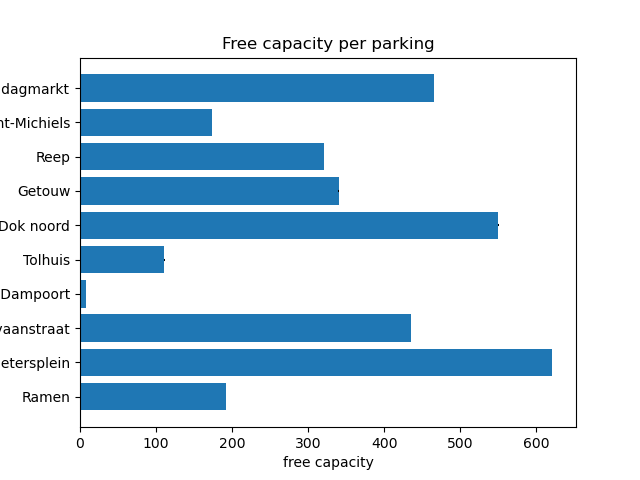 Free capacity per parking
dagmarkt
nt-Michiels
Reep
Getouw
Dok noord
Tolhuis
Dampoort
vaanstraat
etersplein
Ramen
0 100 200 300 400 500 600
free capacity